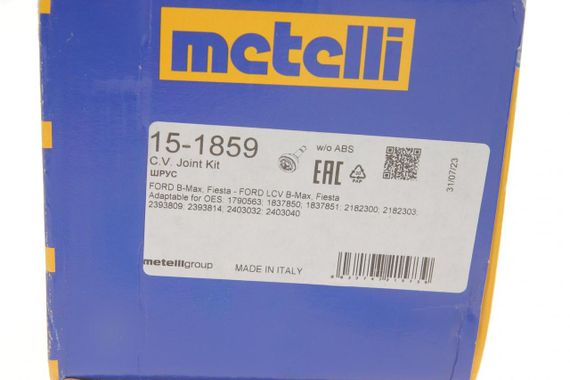 metelli
15-1859
w/o ABS
C.V. Joint Kit
ШРУС
EAC
PAP
31/07/23
FORD B-Max, Fiesta - FORD LCV B-Max, Fiesta
Adaptable for OES: 1790563; 1837850; 1837851; 2182300; 2182303;
2393809; 2393814; 2403032; 2403040
metelligroup
MADE IN ITALY